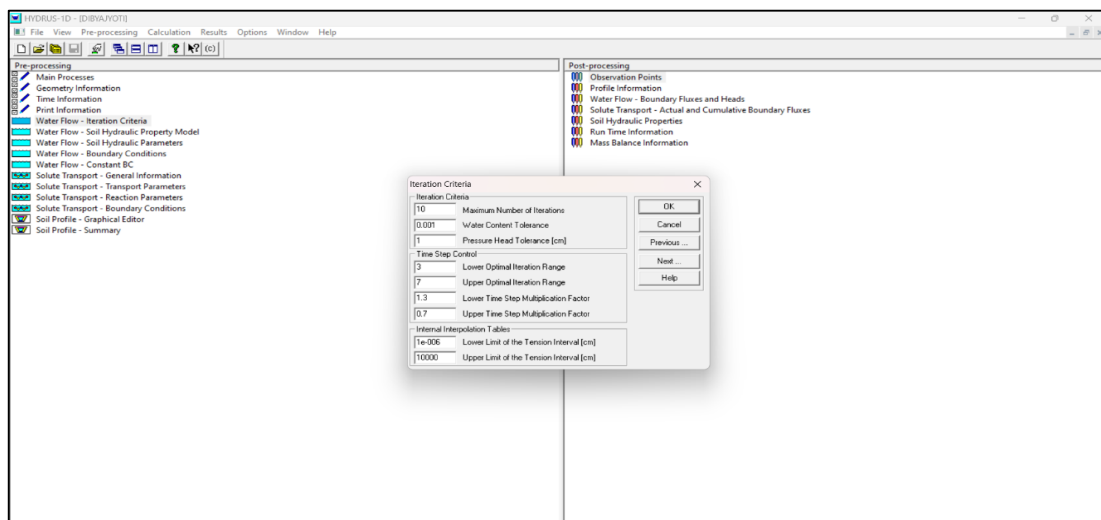 HYDRUS-1D - [DIBYAJYOTI]
File View Pre-processing Calculation Results Options Window Help
Pre-processing
Main Processes
Geometry Information
Time Information
Print Information
Water Flow - Iteration Criteria
Water Flow - Soil Hydraulic Property Model
Water Flow - Soil Hydraulic Parameters
Water Flow - Boundary Conditions
Water Flow - Constant BC
Solute Transport - General Information
Solute Transport - Transport Parameters
Solute Transport - Reaction Parameters
Solute Transport - Boundary Conditions
Soil Profile - Graphical Editor
Soil Profile - Summary
Post-processing
Observation Points
Profile Information
Water Flow - Boundary Fluxes and Heads
Solute Transport - Actual and Cumulative Boundary Fluxes
Soil Hydraulic Properties
Run Time Information
Mass Balance Information
Iteration Criteria
Iteration Criteria
10 Maximum Number of Iterations
0.001 Water Content Tolerance
1 Pressure Head Tolerance [cm]
Time Step Control
3 Lower Optimal Iteration Range
7 Upper Optimal Iteration Range
1.3 Lower Time Step Multiplication Factor
0.7 Upper Time Step Multiplication Factor
Internal Interpolation Tables
1e-006 Lower Limit of the Tension Interval [cm]
10000 Upper Limit of the Tension Interval [cm]
OK
Cancel
Previous ...
Next ...
Help